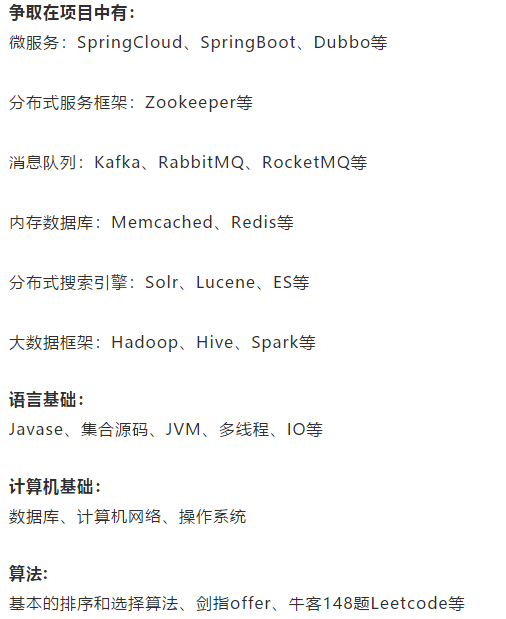 争取在项目中有：
微服务：SpringCloud、SpringBoot、Dubbo等
分布式服务框架：Zookeeper等
消息队列：Kafka、RabbitMQ、RocketMQ等
内存数据库：Memcached、Redis等
分布式搜索引擎：Solr、Lucene、ES等
大数据框架：Hadoop、Hive、Spark等
语言基础：
Javase、集合源码、JVM、多线程、IO等
计算机基础：
数据库、计算机网络、操作系统
算法：
基本的排序和选择算法、剑指offer、牛客148题Leetcode等